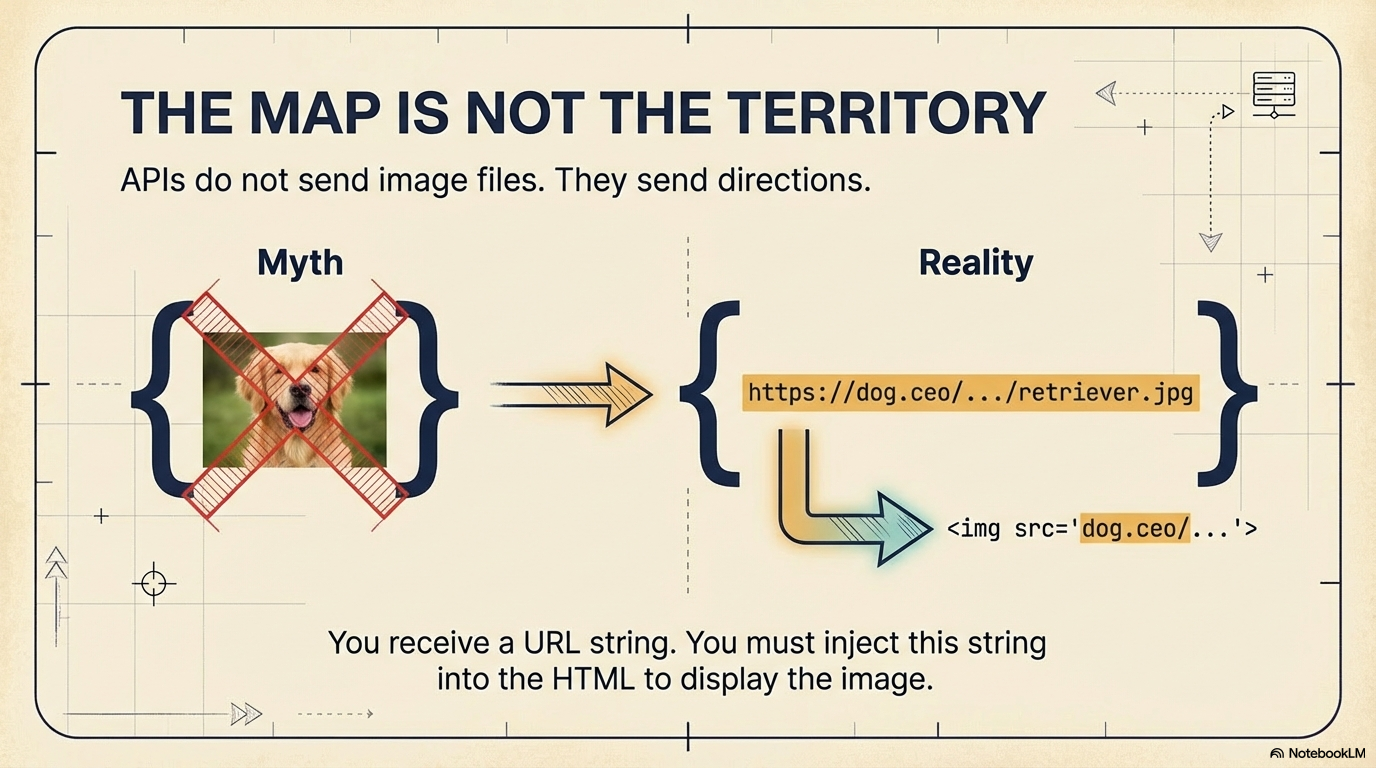 THE MAP IS NOT THE TERRITORY
APIs do not send image files. They send directions.
Myth
Reality
{ }
{ https://dog.ceo/.../retriever.jpg }
<img src='dog.ceo/...'>
You receive a URL string. You must inject this string
into the HTML to display the image.
NotebookLM